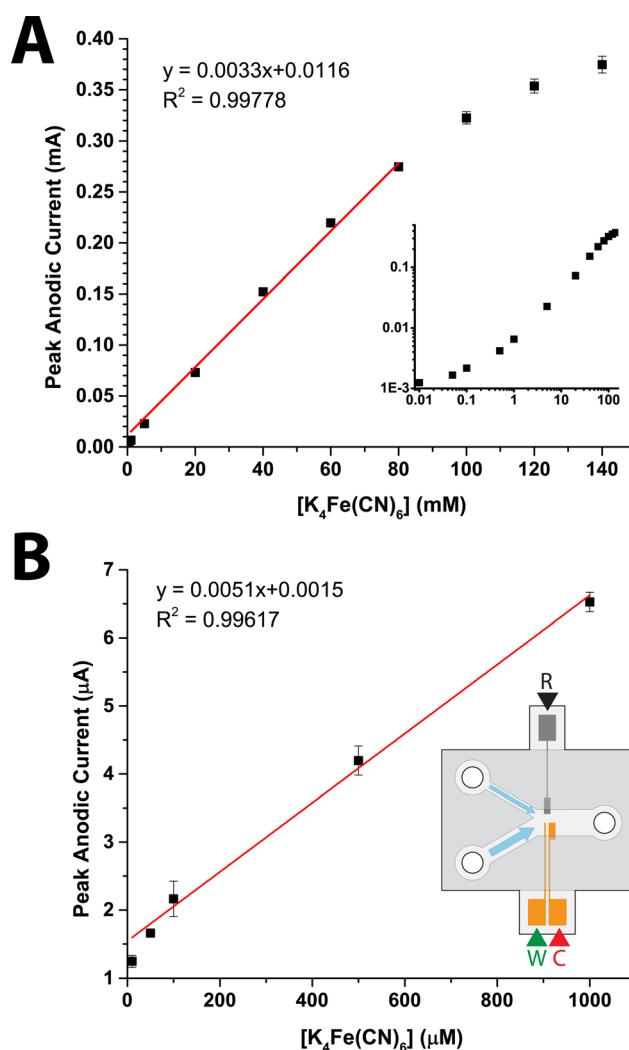 A
y = 0.0033x+0.0116
R² = 0.99778
Peak Anodic Current (mA)
0.40
0.35
0.30
0.25
0.20
0.15
0.10
0.05
0.00
0.1
0.01
1E-3
0.01 0.1 1 10 100
0 20 40 60 80 100 120 140
[K₄Fe(CN)₆] (mM)
B
y = 0.0051x+0.0015
R² = 0.99617
Peak Anodic Current (μA)
7
6
5
4
3
2
1
R
W C
0 200 400 600 800 1000
[K₄Fe(CN)₆] (μM)